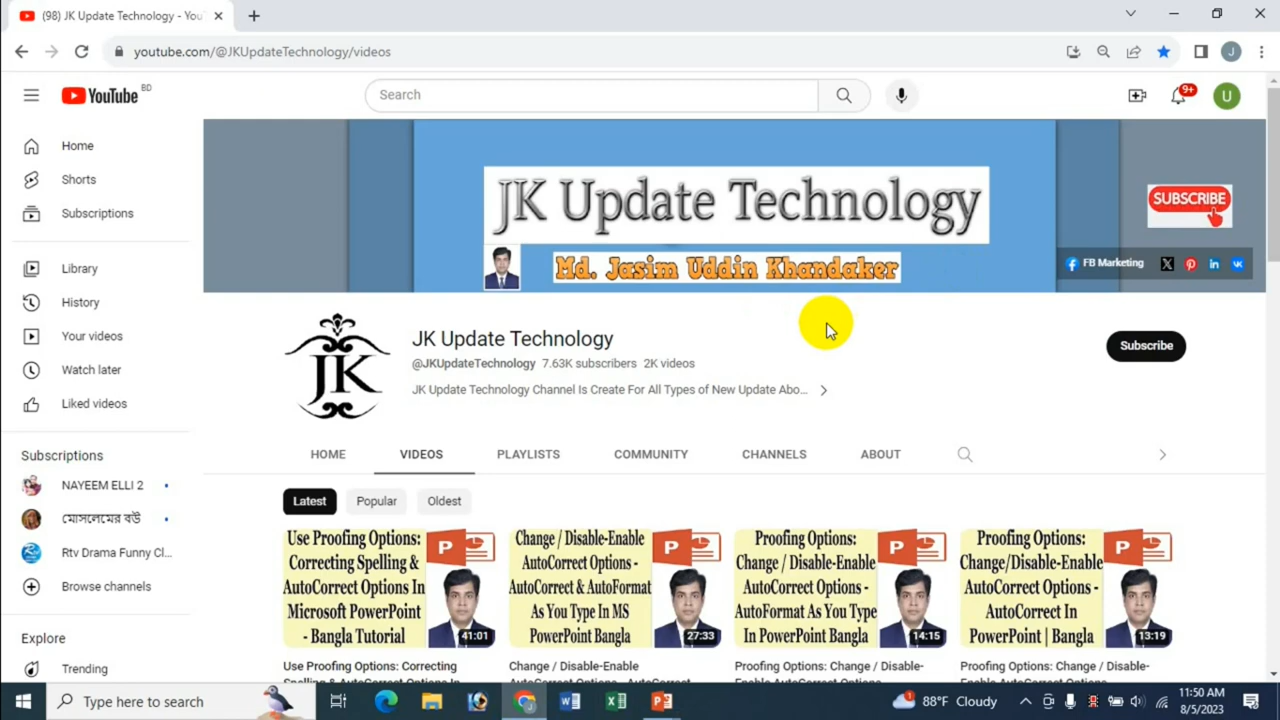 (98) JK Update Technology - You
youtube.com/@JKUpdateTechnology/videos
J
YouTube BD
Search
9+
U
Home
Shorts
Subscriptions
Library
History
Your videos
Watch later
Liked videos
Subscriptions
NAYEEM ELLI 2
মোসলেমের বউ
Rtv Drama Funny Cl...
Browse channels
Explore
Trending
JK Update Technology
Md. Jasim Uddin Khandaker
SUBSCRIBE
FB Marketing
JK
JK Update Technology
@JKUpdateTechnology 7.63K subscribers 2K videos
JK Update Technology Channel Is Create For All Types of New Update Abo...
Subscribe
HOME VIDEOS PLAYLISTS COMMUNITY CHANNELS ABOUT
Latest Popular Oldest
Use Proofing Options:
Correcting Spelling &
AutoCorrect Options In
Microsoft PowerPoint
- Bangla Tutorial
P
41:01
Change / Disable-Enable
AutoCorrect Options -
AutoCorrect & AutoFormat
As You Type In MS
PowerPoint Bangla
P
27:33
Proofing Options:
Change / Disable-Enable
AutoCorrect Options -
AutoFormat As You Type
In PowerPoint Bangla
P
14:15
Proofing Options:
Change/Disable-Enable
AutoCorrect Options -
AutoCorrect In
PowerPoint | Bangla
P
13:19
Use Proofing Options: Correcting
Change / Disable-Enable
Proofing Options: Change / Disable-
Proofing Options: Change / Disable-
Type here to search
88°F Cloudy
11:50 AM
8/5/2023